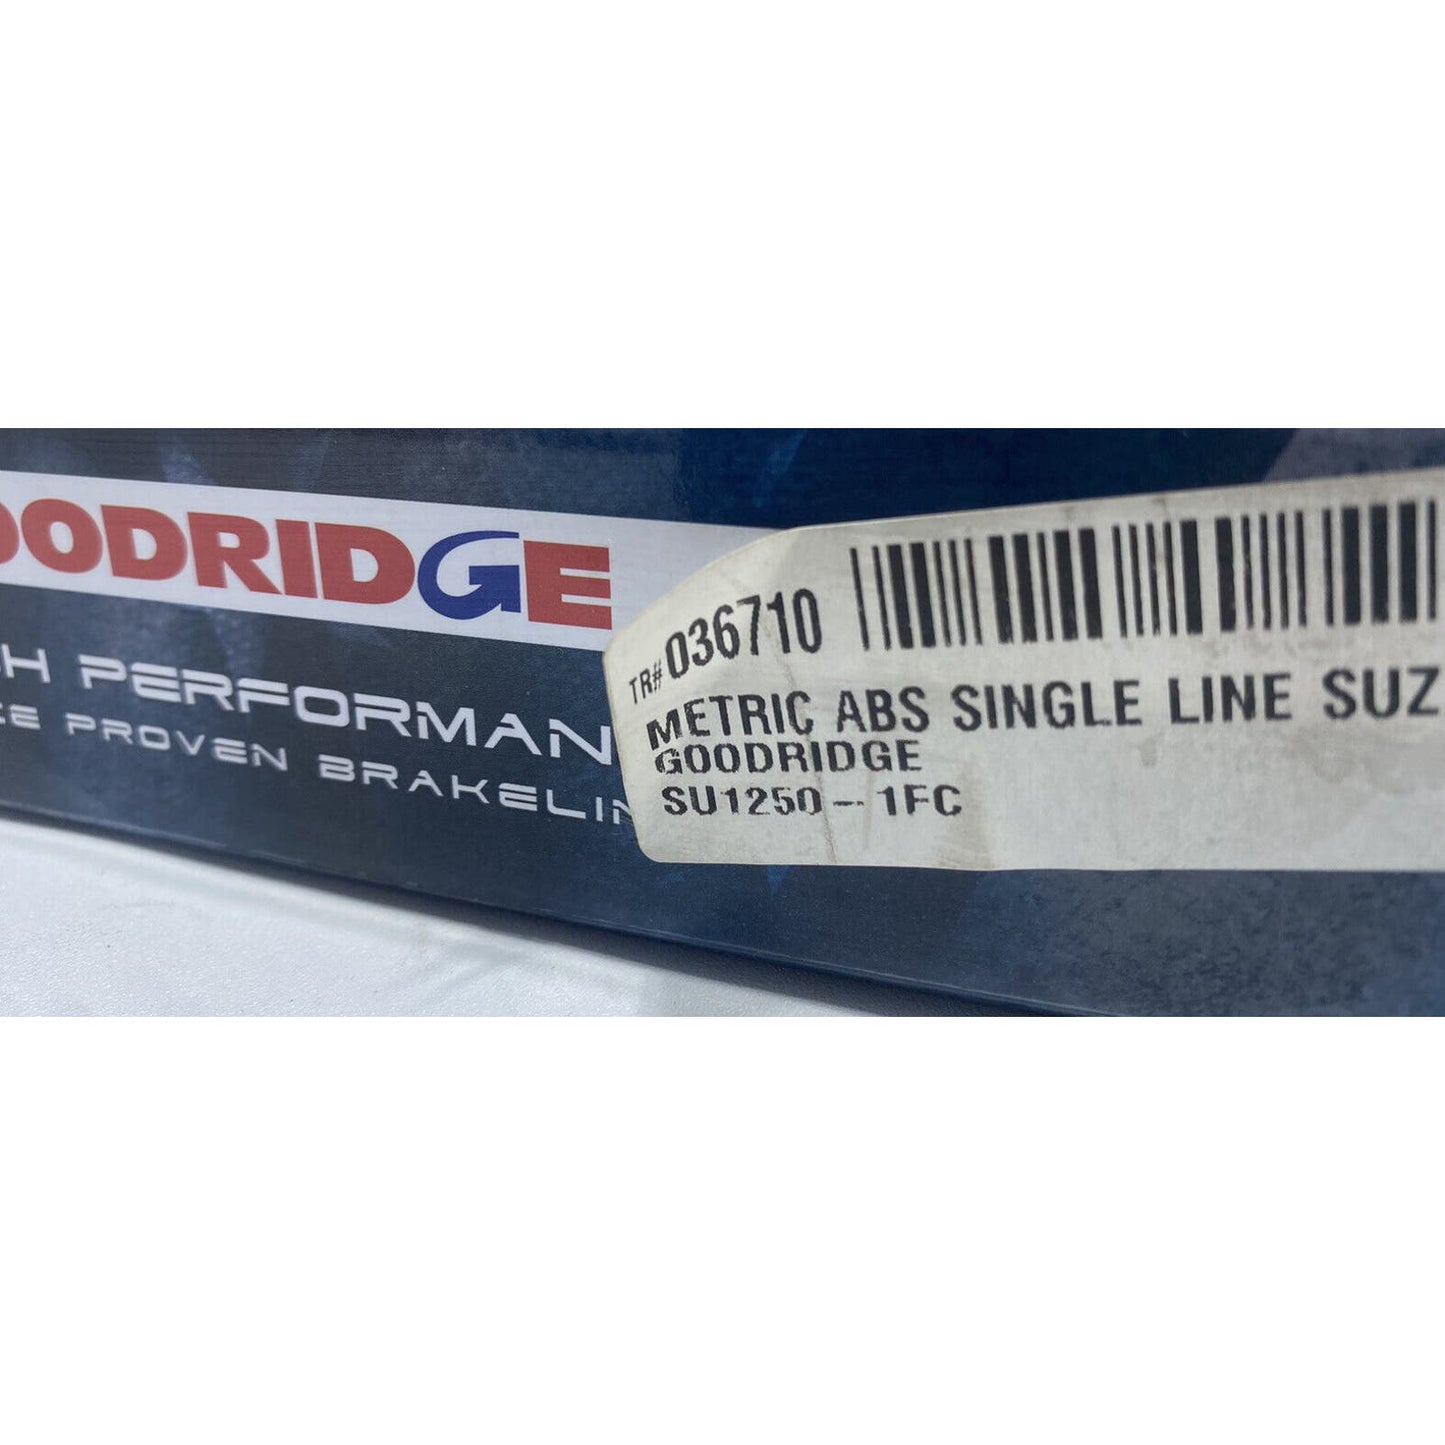 OODRIDGE
H PERFORMAN
CE PROVEN BRAKELIN
TR# 036710
METRIC ABS SINGLE LINE SUZ
GOODRIDGE
SU1250-1FC